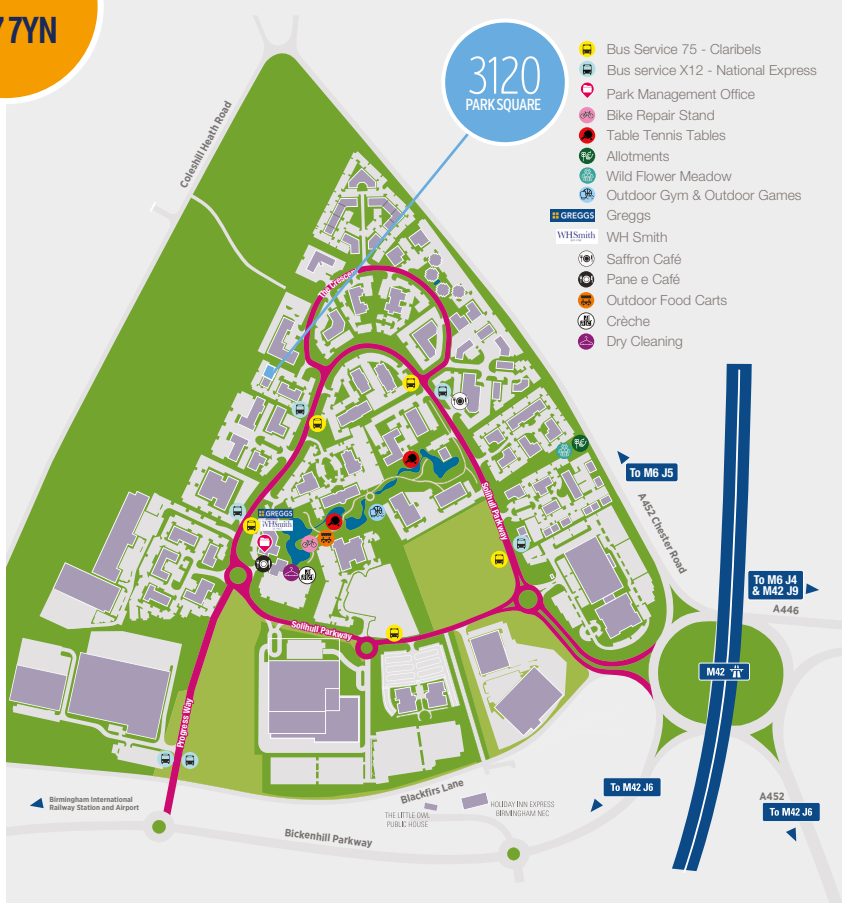 7YN
3120
PARK SQUARE
Bus Service 75 - Claribels
Bus service X12 - National Express
Park Management Office
Bike Repair Stand
Table Tennis Tables
Allotments
Wild Flower Meadow
Outdoor Gym & Outdoor Games
GREGGS
Greggs
WHSmith
WH Smith
Saffron Café
Pane e Café
Outdoor Food Carts
Crèche
Dry Cleaning
Coleshill Heath Road
The Crescent
To M6 J5
A452 Chester Road
Solihull Parkway
GREGGS
WHSmith
To M6 J4
& M42 J9
A446
Solihull Parkway
M42
Progress Way
To M42 J6
Blackfirs Lane
A452
To M42 J6
Birmingham International
Railway Station and Airport
HOLIDAY INN EXPRESS
BIRMINGHAM NEC
THE LITTLE OWL
PUBLIC HOUSE
Bickenhill Parkway